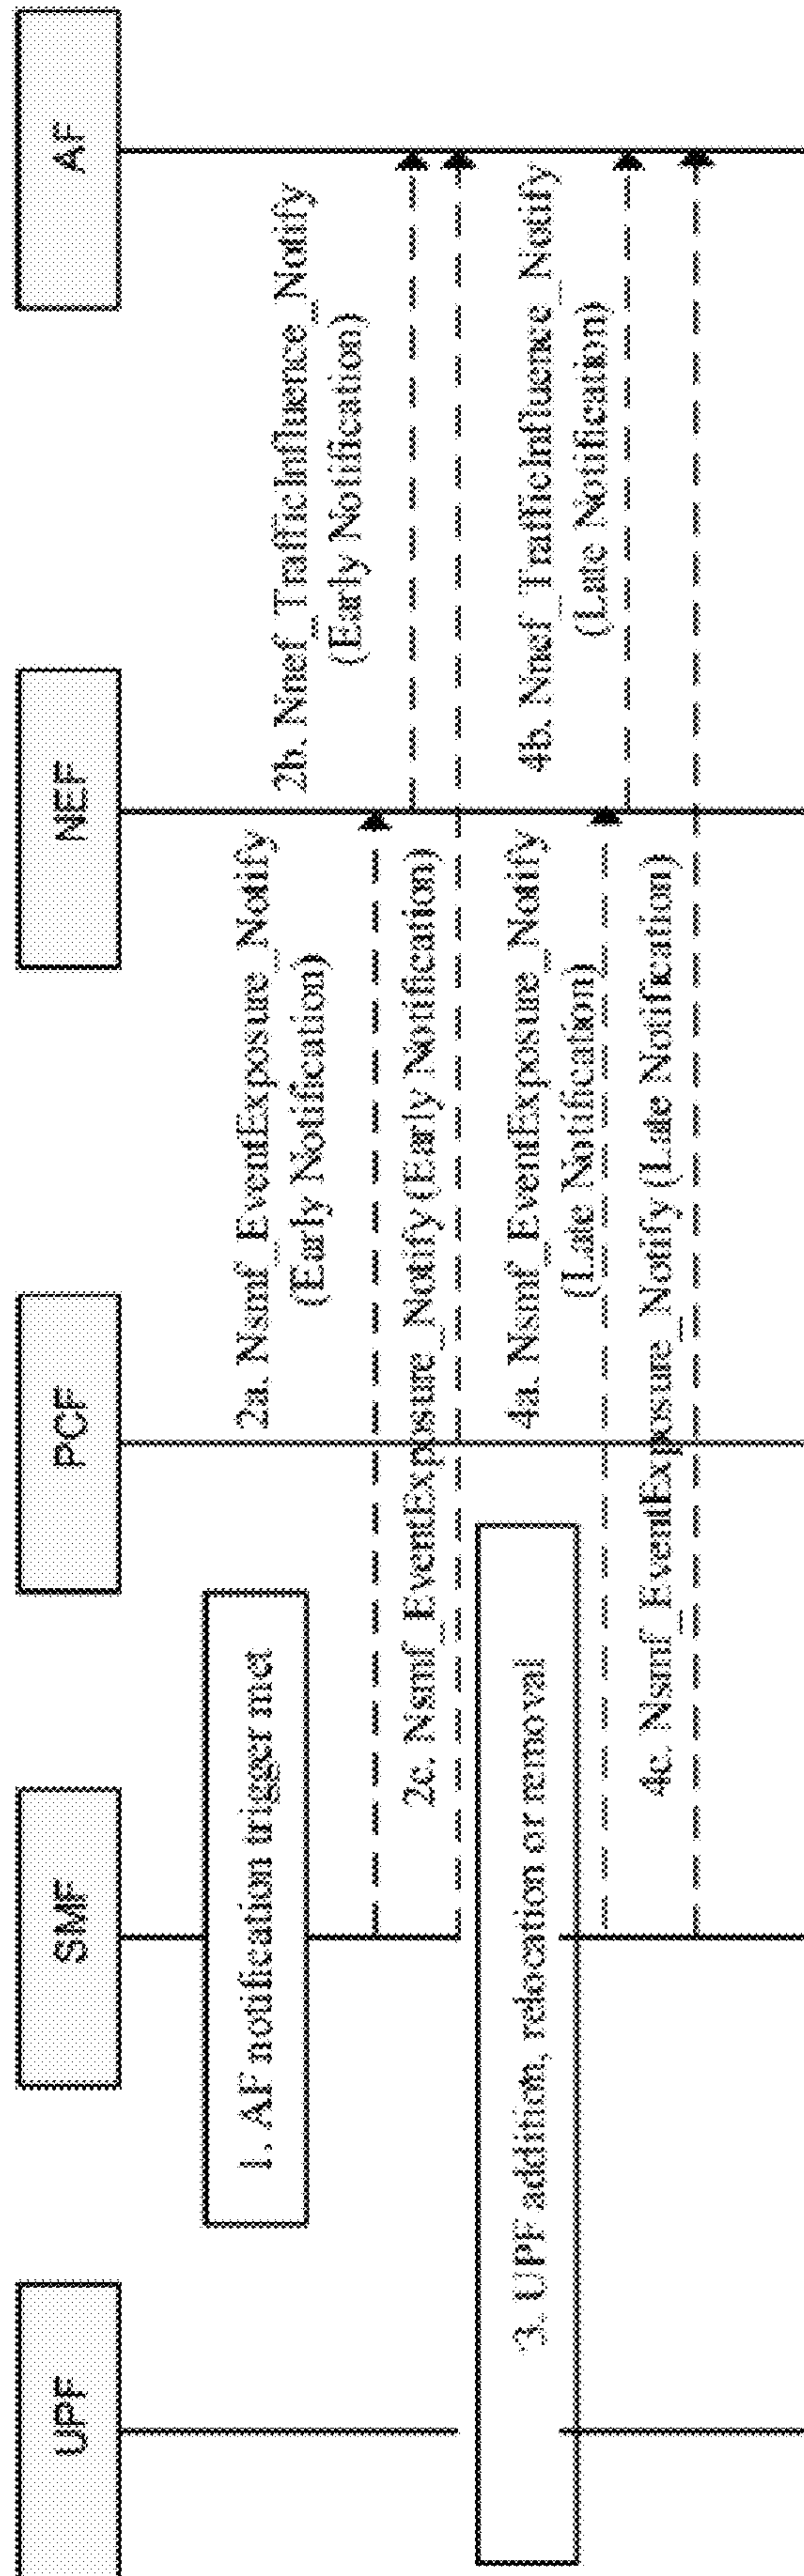 UPF
SMF
PCF
NEF
AF
1. AF notification trigger met
2a. Nsmf_EventExposure_Notify
(Early Notification)
2b. Nnef_TrafficInfluence_Notify
(Early Notification)
2c. Nsmf_EventExposure_Notify (Early Notification)
3. UPF addition, relocation or removal
4a. Nsmf_EventExposure_Notify
(Late Notification)
4b. Nnef_TrafficInfluence_Notify
(Late Notification)
4c. Nsmf_EventExposure_Notify (Late Notification)